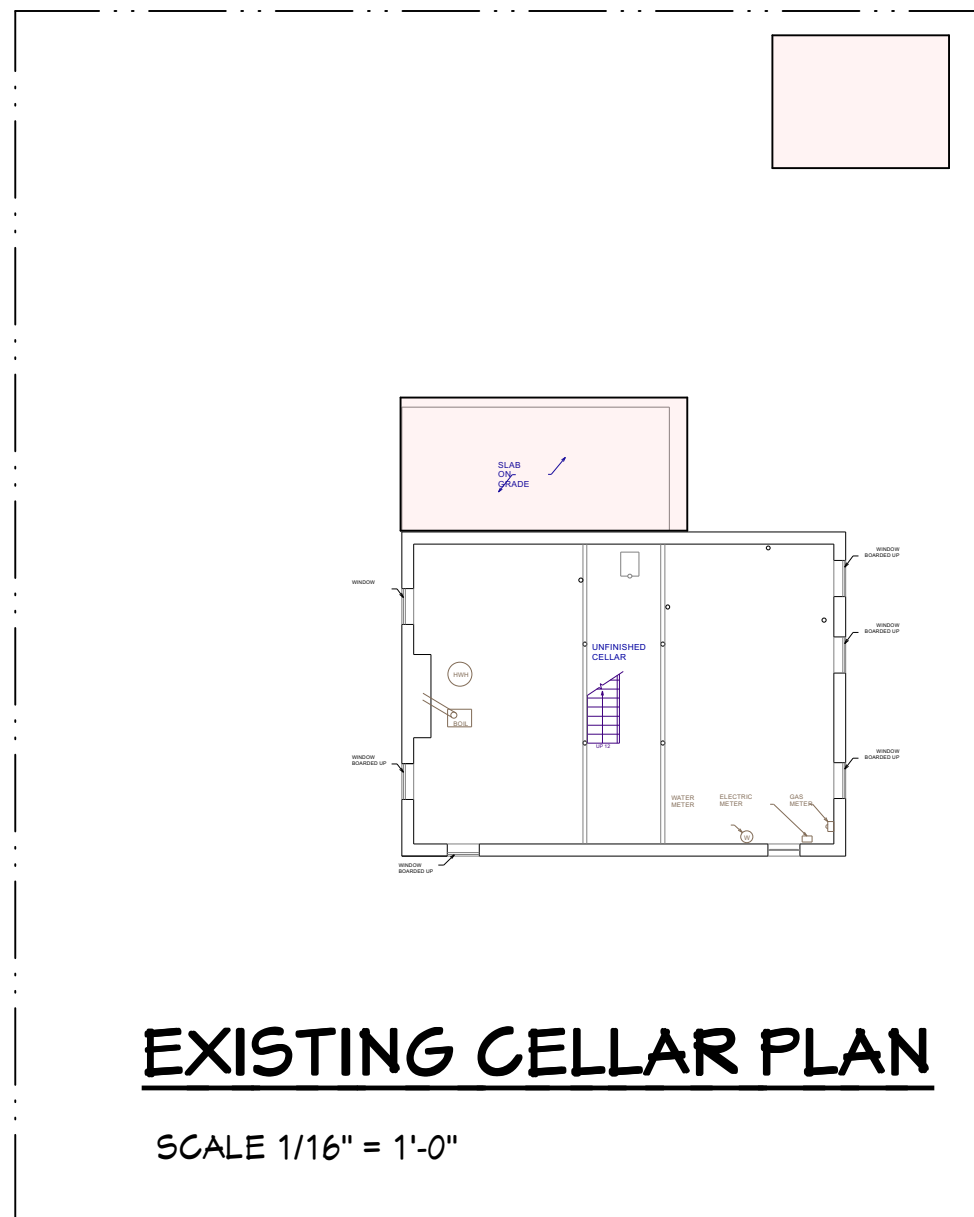 SLAB
ON-
GRADE
WINDOW
BOARDED UP
WINDOW
WINDOW
BOARDED UP
UNFINISHED
CELLAR
HWH
BOIL.
UP 12
WINDOW
BOARDED UP
WINDOW
BOARDED UP
WATER
METER
ELECTRIC
METER
GAS
METER
W
WINDOW
BOARDED UP
EXISTING CELLAR PLAN
SCALE 1/16" = 1'-0"